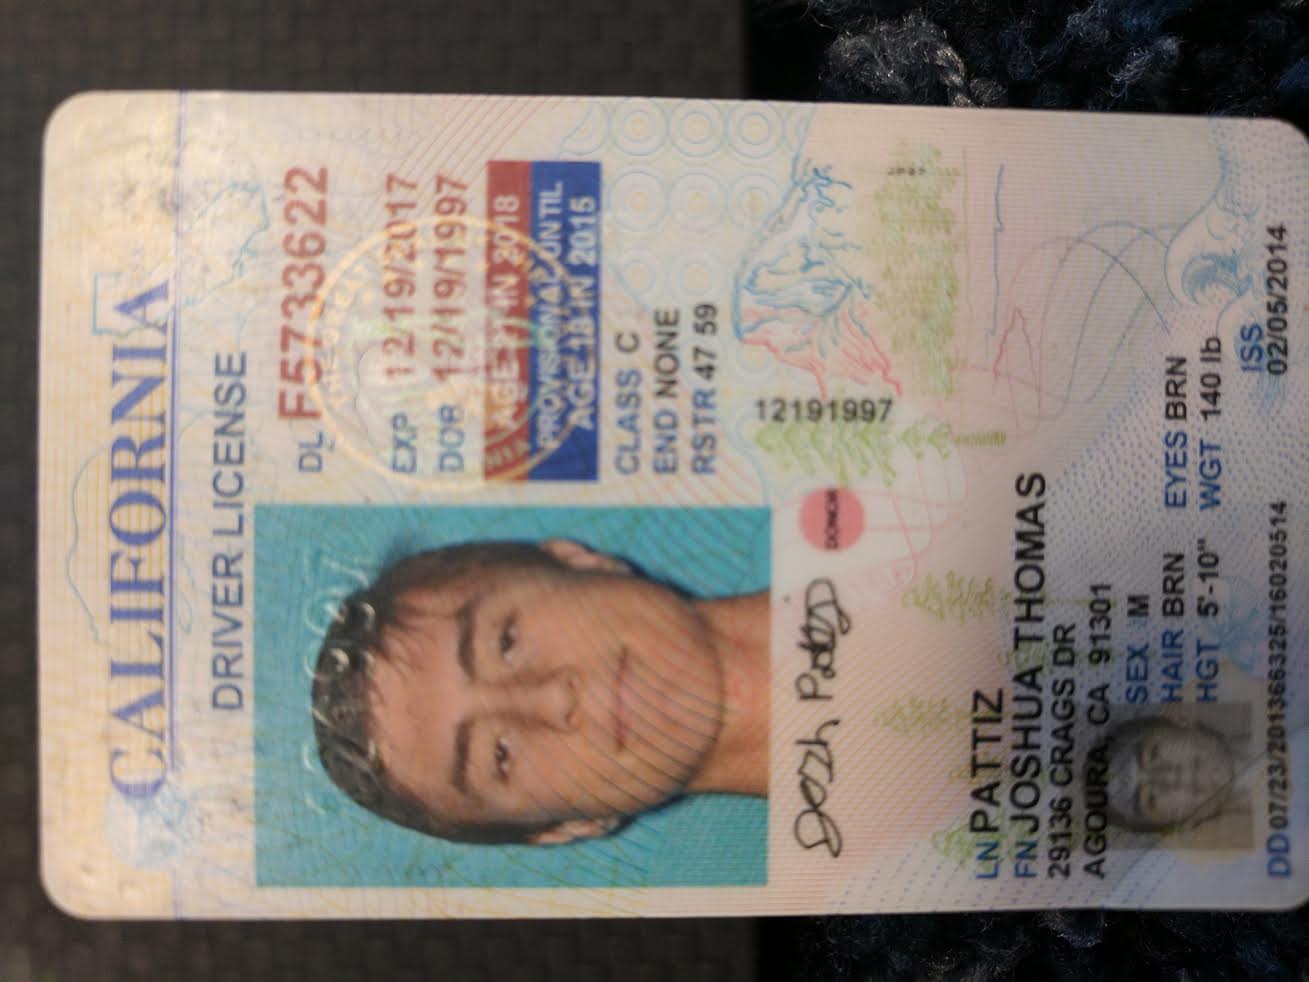 CALIFORNIA
DRIVER LICENSE
DL F5733622
EXP 12/19/2017
DOB 12/19/1997
AGE 21 IN 2018
PROVISIONAL UNTIL
AGE 18 IN 2015
CLASS C
END NONE
RSTR 47 59
12191997
DONOR
Josh Pattiz
LN PATTIZ
FN JOSHUA THOMAS
29136 CRAGS DR
AGOURA, CA 91301
SEX M
HAIR BRN EYES BRN
HGT 5'-10" WGT 140 lb
ISS
DD 07/23/201366325/16020514 02/05/2014